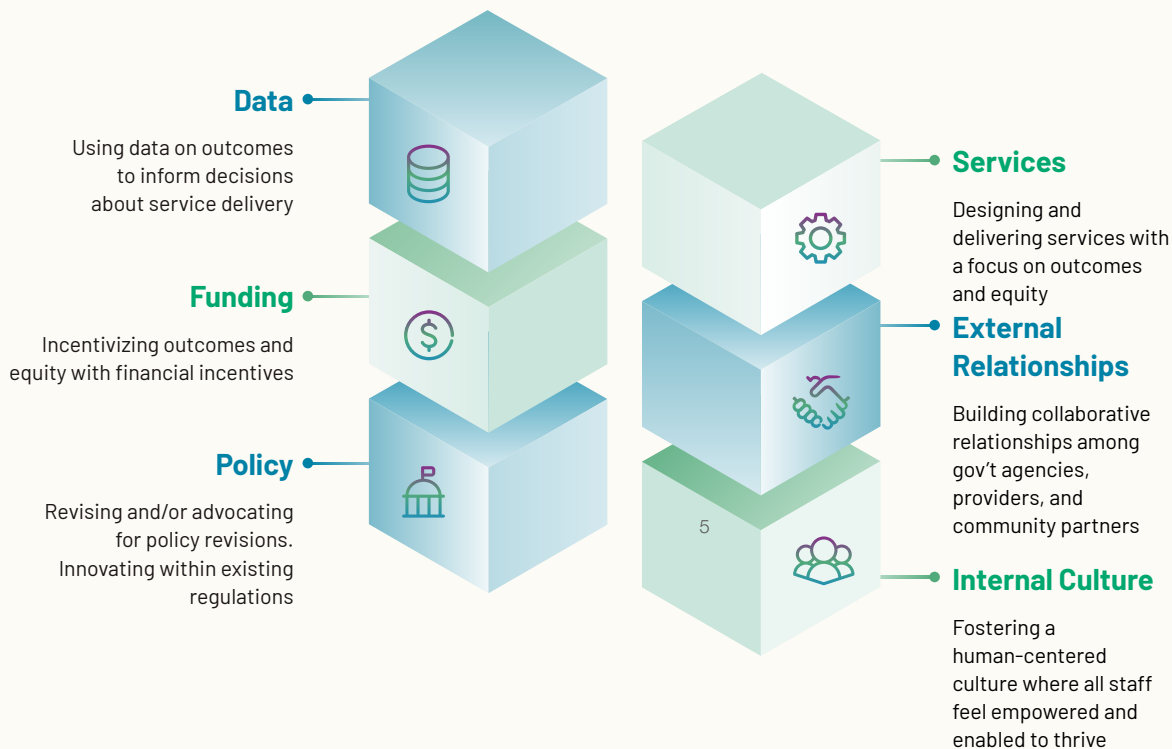 Data
Using data on outcomes
to inform decisions
about service delivery
Funding
Incentivizing outcomes and
equity with financial incentives
Policy
Revising and/or advocating
for policy revisions.
Innovating within existing
regulations
Services
Designing and
delivering services with
a focus on outcomes
and equity
External
Relationships
Building collaborative
relationships among
gov’t agencies,
providers, and
community partners
5
Internal Culture
Fostering a
human-centered
culture where all staff
feel empowered and
enabled to thrive